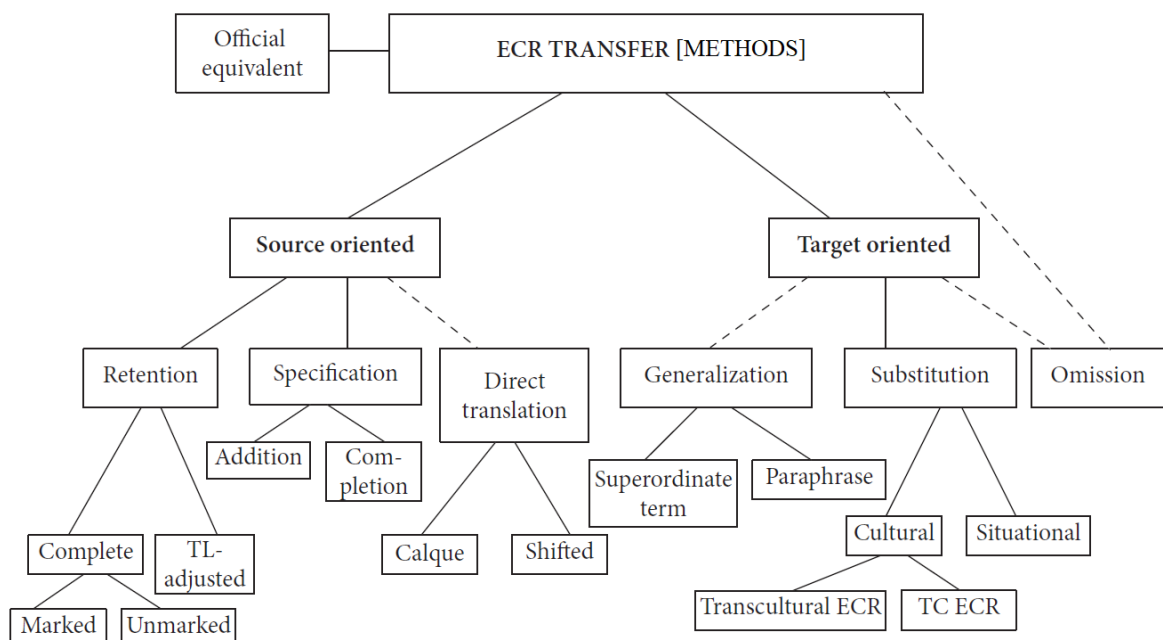 Official
equivalent
ECR TRANSFER [METHODS]
Source oriented
Target oriented
Retention
Specification
Direct
translation
Generalization
Substitution
Omission
Addition
Com-
pletion
Superordinate
term
Paraphrase
Complete
TL-
adjusted
Calque
Shifted
Cultural
Situational
Marked
Unmarked
Transcultural ECR
TC ECR